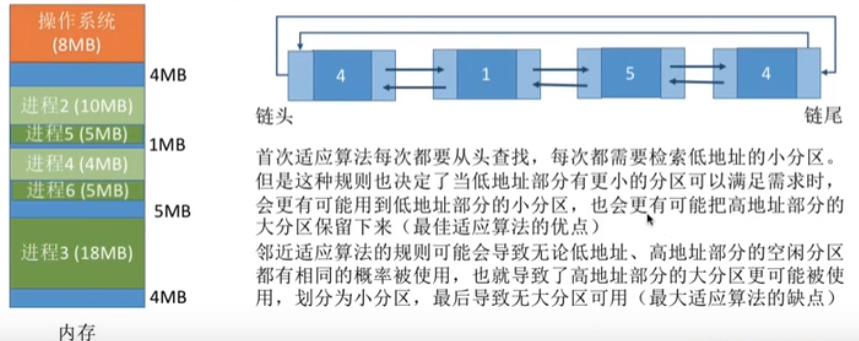 操作系统
(8MB)
4MB
进程2 (10MB)
进程5 (5MB)
1MB
进程4 (4MB)
进程6 (5MB)
5MB
进程3 (18MB)
4MB
内存
4
1
5
4
链头
链尾
首次适应算法每次都要从头查找，每次都需要检索低地址的小分区。
但是这种规则也决定了当低地址部分有更小的分区可以满足需求时，
会更有可能用到低地址部分的小分区，也会更有可能把高地址部分的
大分区保留下来（最佳适应算法的优点）
邻近适应算法的规则可能会导致无论低地址、高地址部分的空闲分区
都有相同的概率被使用，也就导致了高地址部分的大分区更可能被使
用，划分为小分区，最后导致无大分区可用（最大适应算法的缺点）